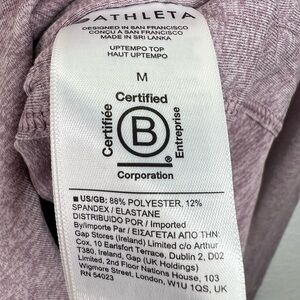 ATHLETA
DESIGNED IN SAN FRANCISCO
CONÇU À SAN FRANCISCO
MADE IN SRI LANKA
UPTEMPO TOP
HAUT UPTEMPO
M
Certified
Certifiée
B
Entreprise
Corporation
■ US/GB: 88% POLYESTER, 12%
SPANDEX / ELASTANE
DISTRIBUIDO POR / Imported
By/Importe Par / ΕΙΣΑΓΕΤΑΙ ΑΠΟ ΤΗΝ:
Gap Stores (Ireland) Limited c/o Arthur
Cox, 10 Earlsfort Terrace, Dublin 2, D02
T380, Ireland, Gap (UK Holdings)
Limited, 2nd Floor Nations House, 103
Wigmore Street, London, W1U 1QS, UK
RN 54023